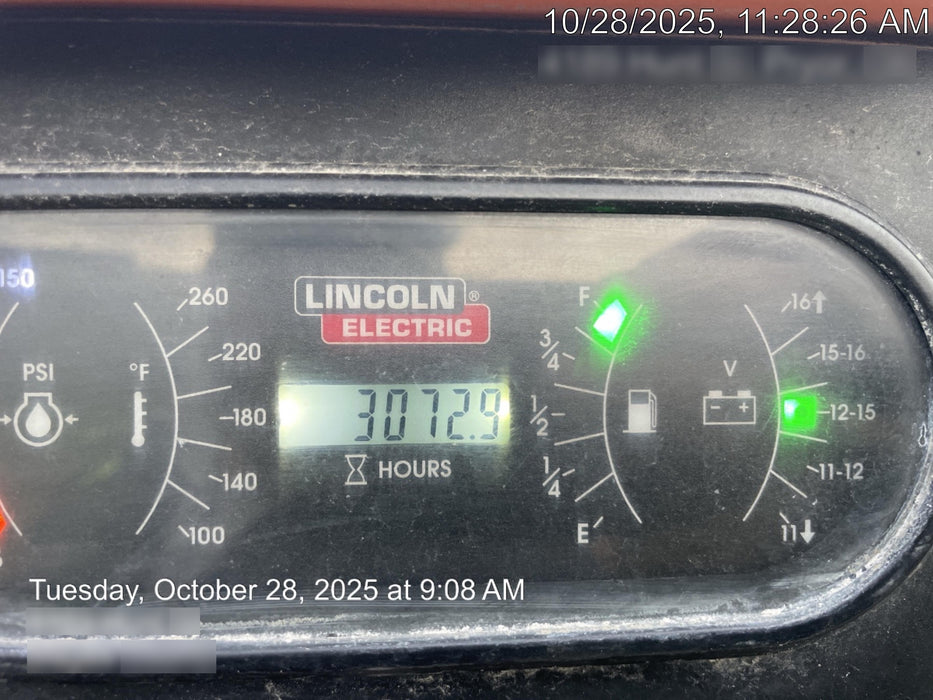 10/28/2025, 11:28:26 AM
150
PSI
°F
260
220
180
140
100
LINCOLN®
ELECTRIC
3072.9
HOURS
F
3/4
1/2
1/4
E
V
- +
16↑
15-16
12-15
11-12
11↓
Tuesday, October 28, 2025 at 9:08 AM